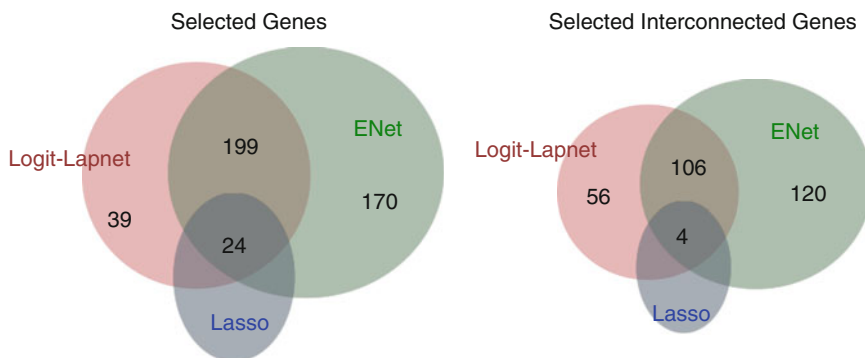 Selected Genes
Logit-Lapnet
ENet
199
39
170
24
Lasso
Selected Interconnected Genes
Logit-Lapnet
ENet
106
56
120
4
Lasso